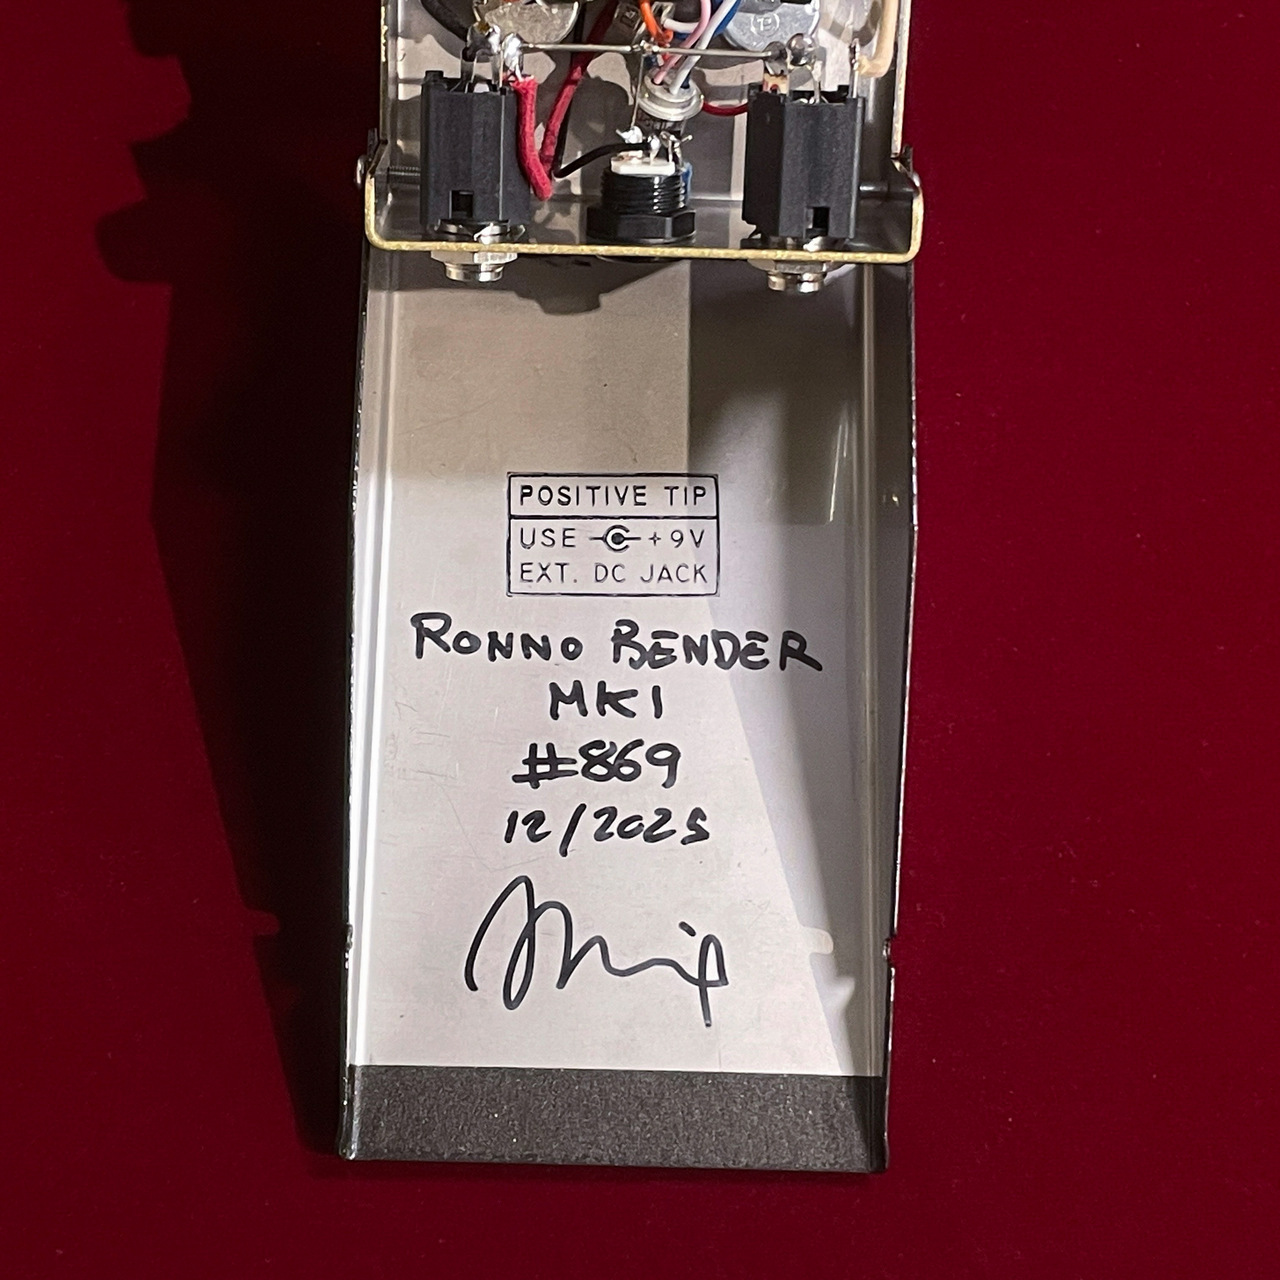 POSITIVE TIP
USE +9V
EXT. DC JACK
RONNO BENDER
MK1
#869
12/2025